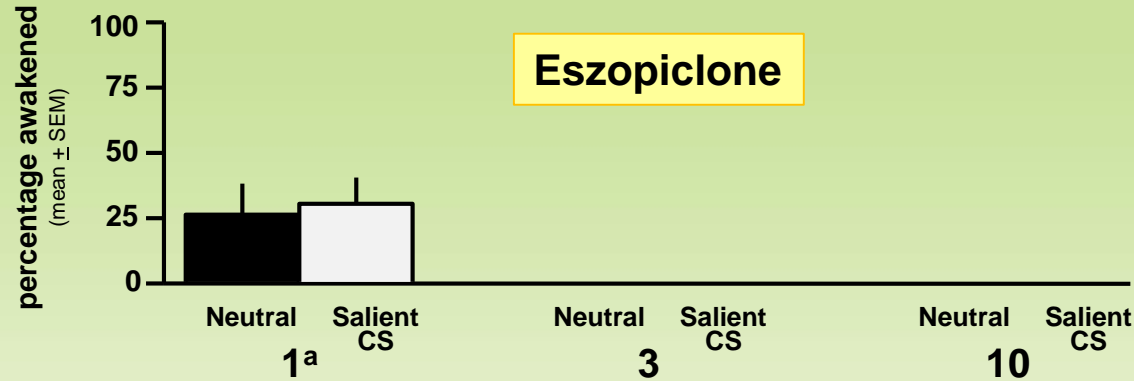 percentage awakened
(mean ± SEM)
100
75
50
25
0
Eszopiclone
Neutral Salient CS Neutral Salient CS Neutral Salient CS
1a 3 10